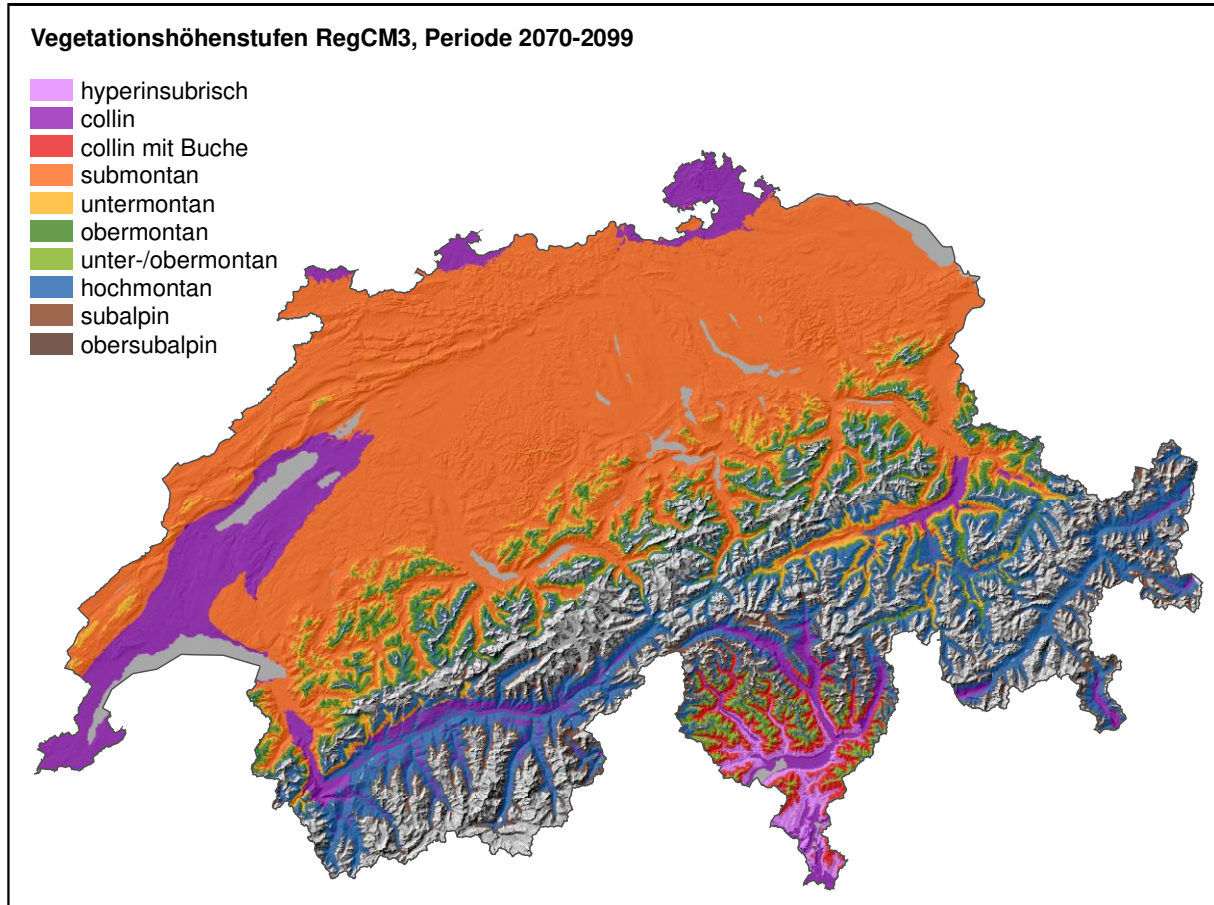 Vegetationshöhenstufen RegCM3, Periode 2070-2099
hyperinsubrisch
collin
collin mit Buche
submontan
untermontan
obermontan
unter-/obermontan
hochmontan
subalpin
obersubalpin